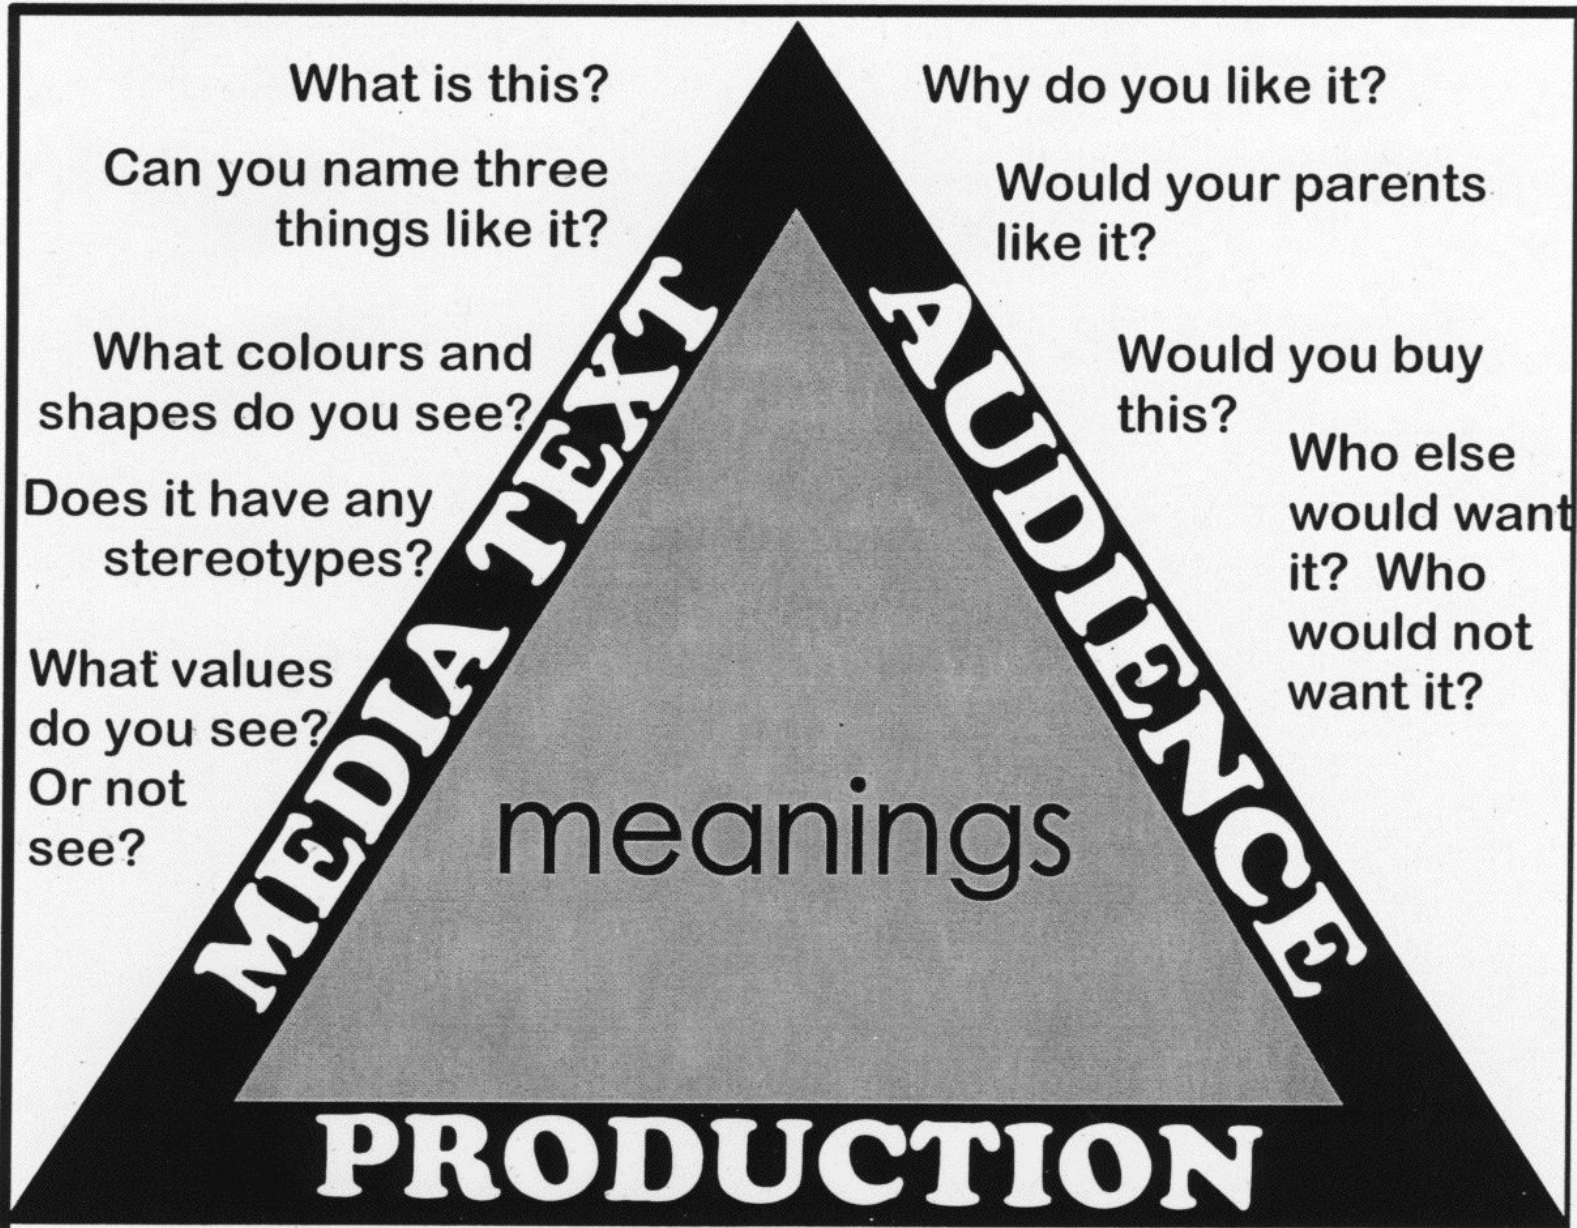 What is this?
Can you name three
things like it?
What colours and
shapes do you see?
Does it have any
stereotypes?
What values
do you see?
Or not
see?
MEDIA TEXT
Why do you like it?
Would your parents
like it?
Would you buy
this?
Who else
would want
it? Who
would not
want it?
AUDIENCE
meanings
PRODUCTION